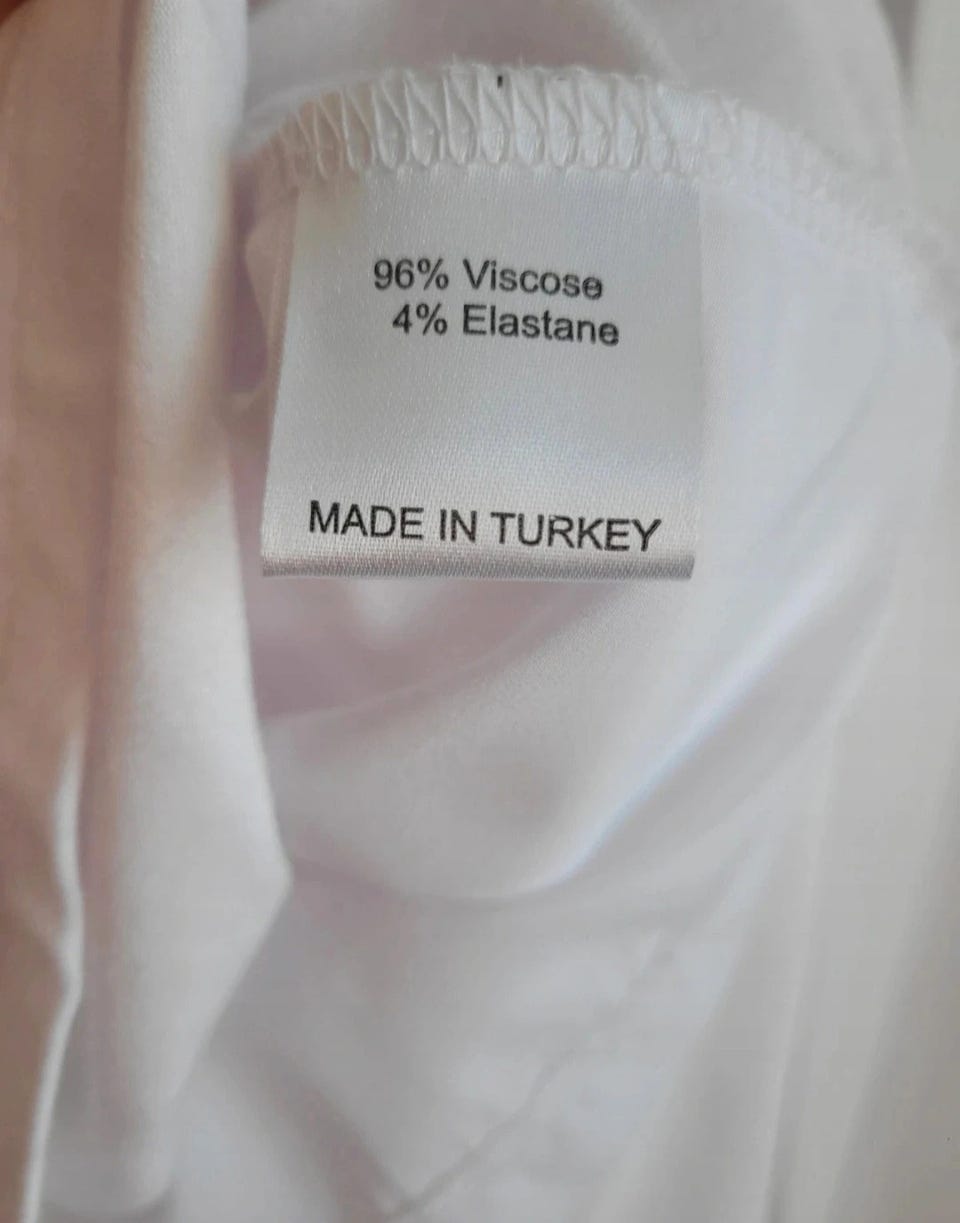 96% Viscose
4% Elastane
MADE IN TURKEY